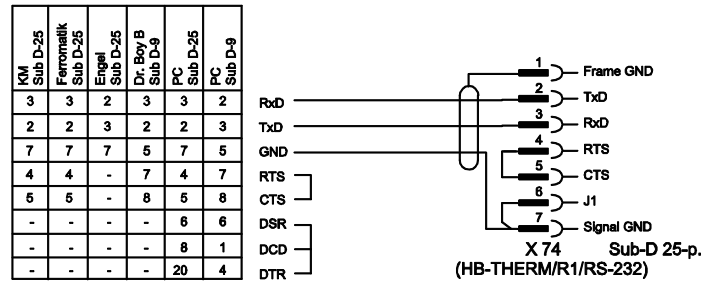 KM Sub D-25
Ferromatik Sub D-25
Engel Sub D-25
Dr. Boy B Sub D-9
PC Sub D-25
PC Sub D-9
3 3 2 3 3 2 RxD
2 2 3 2 2 3 TxD
7 7 7 5 7 5 GND
4 4 - 7 4 7 RTS
5 5 - 8 5 8 CTS
- - - - 6 6 DSR
- - - - 8 1 DCD
- - - - 20 4 DTR
1 Frame GND
2 TxD
3 RxD
4 RTS
5 CTS
6 J1
7 Signal GND
X 74 Sub-D 25-p.
(HB-THERM/R1/RS-232)